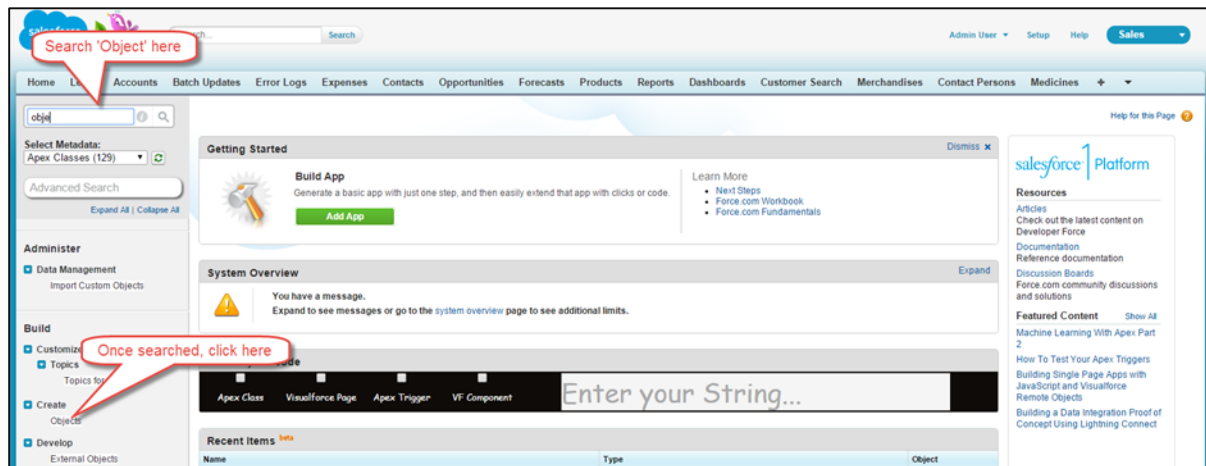 salesforce
Search 'Object' here
Search
Admin User
Setup
Help
Sales
Home
Accounts
Batch Updates
Error Logs
Expenses
Contacts
Opportunities
Forecasts
Products
Reports
Dashboards
Customer Search
Merchandises
Contact Persons
Medicines
+
obje
Help for this Page
Select Metadata:
Apex Classes (129)
Advanced Search
Expand All | Collapse All
Administer
Data Management
Import Custom Objects
Build
Customize
Topics
Topics for
Once searched, click here
Create
Objects
Develop
External Objects
Getting Started
Dismiss x
Build App
Generate a basic app with just one step, and then easily extend that app with clicks or code.
Add App
Learn More
Next Steps
Force.com Workbook
Force.com Fundamentals
System Overview
Expand
You have a message.
Expand to see messages or go to the system overview page to see additional limits.
Apex Class
Visualforce Page
Apex Trigger
VF Component
Enter your String...
Recent Items beta
Name
Type
Object
salesforce1 Platform
Resources
Articles
Check out the latest content on
Developer Force
Documentation
Reference documentation
Discussion Boards
Force.com community discussions
and solutions
Featured Content
Show All
Machine Learning With Apex Part
2
How To Test Your Apex Triggers
Building Single Page Apps with
JavaScript and Visualforce
Remote Objects
Building a Data Integration Proof of
Concept Using Lightning Connect